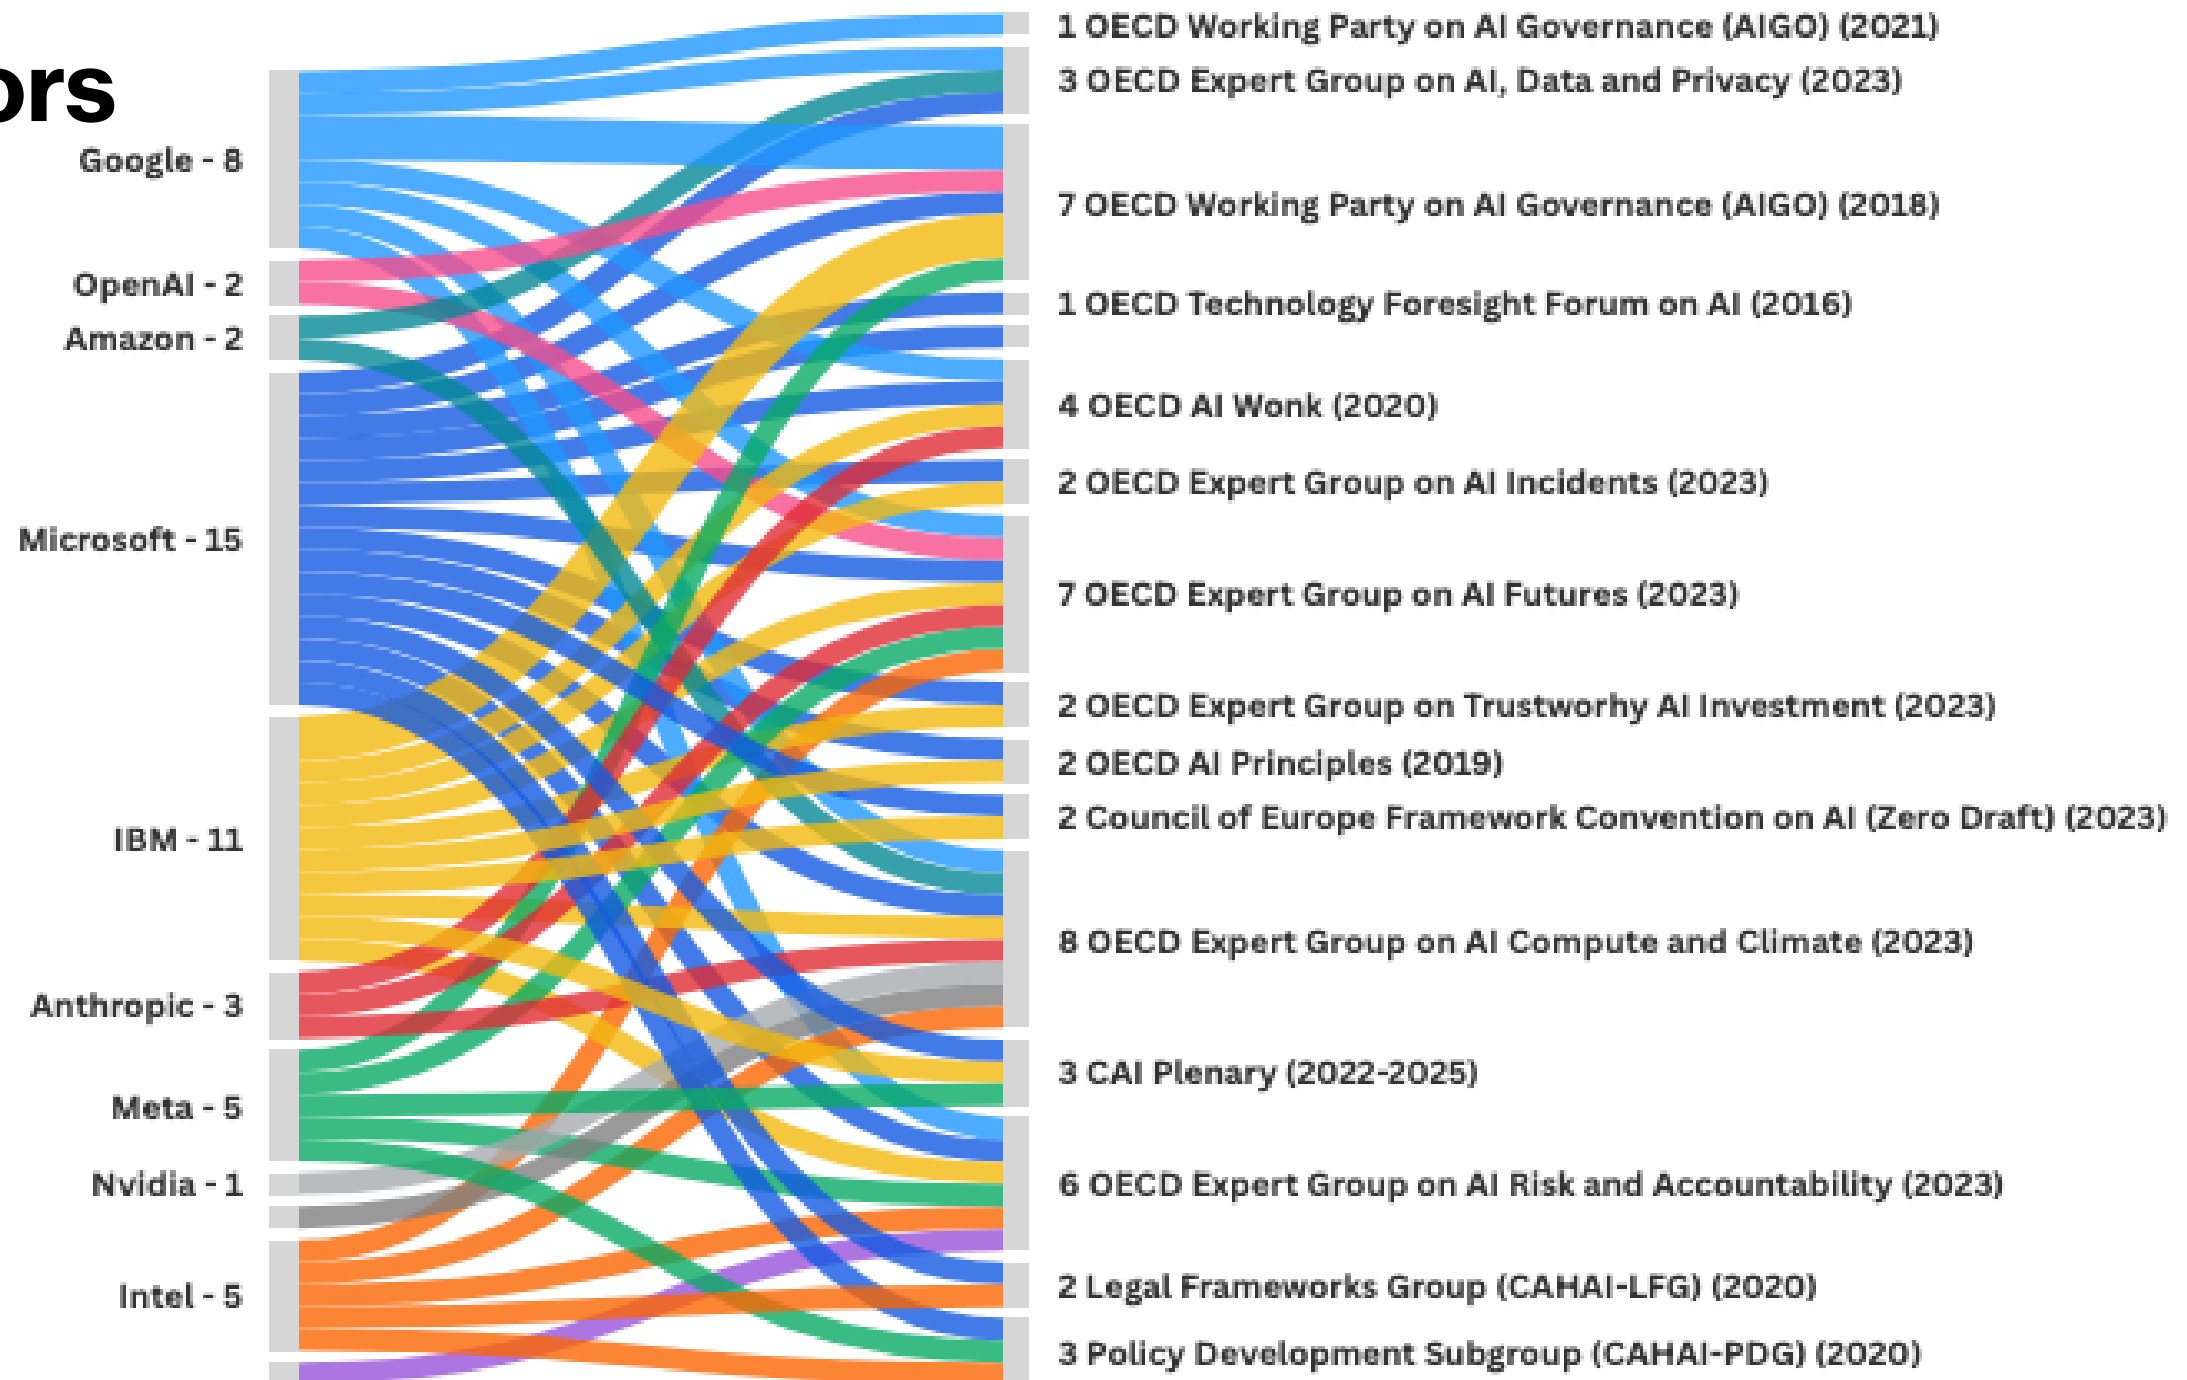 ors
Google - 8
OpenAI - 2
Amazon - 2
Microsoft - 15
IBM - 11
Anthropic - 3
Meta - 5
Nvidia - 1
Intel - 5
1 OECD Working Party on AI Governance (AIGO) (2021)
3 OECD Expert Group on AI, Data and Privacy (2023)
7 OECD Working Party on AI Governance (AIGO) (2018)
1 OECD Technology Foresight Forum on AI (2016)
4 OECD AI Wonk (2020)
2 OECD Expert Group on AI Incidents (2023)
7 OECD Expert Group on AI Futures (2023)
2 OECD Expert Group on Trustworhy AI Investment (2023)
2 OECD AI Principles (2019)
2 Council of Europe Framework Convention on AI (Zero Draft) (2023)
8 OECD Expert Group on AI Compute and Climate (2023)
3 CAI Plenary (2022-2025)
6 OECD Expert Group on AI Risk and Accountability (2023)
2 Legal Frameworks Group (CAHAI-LFG) (2020)
3 Policy Development Subgroup (CAHAI-PDG) (2020)